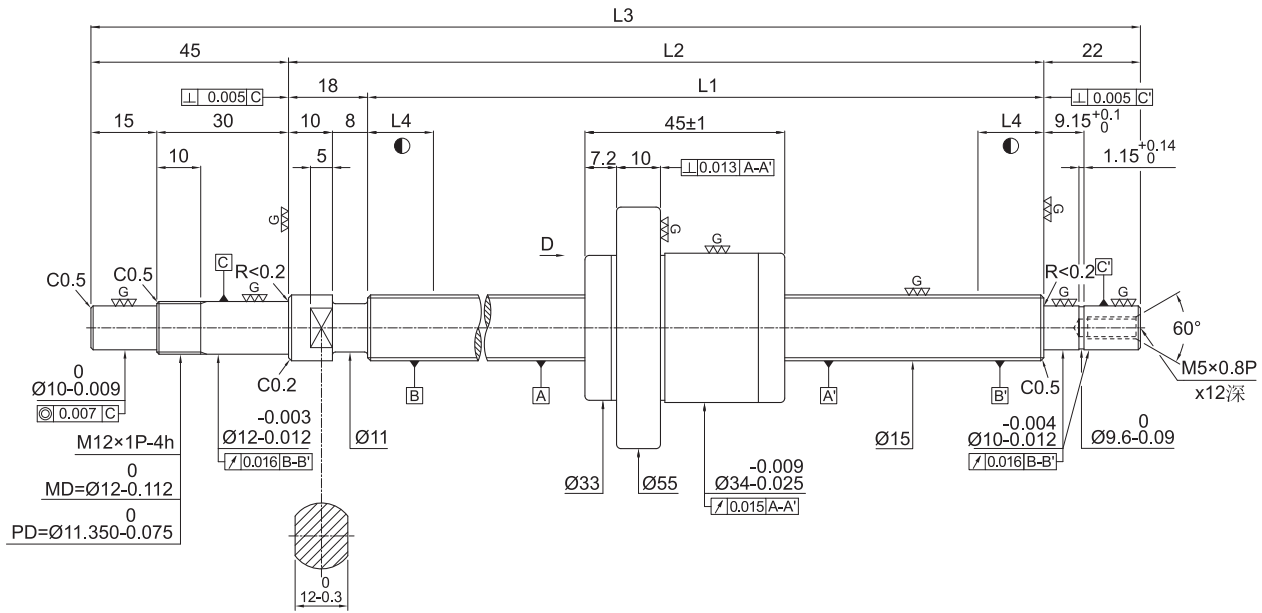 L3
45
L2
22
18
L1
⊥ 0.005 C
⊥ 0.005 C'
15
30
10
8
L4
45±1
L4
9.15 +0.1 0
10
5
7.2
10
⊥ 0.013 A-A'
1.15 +0.14 0
G
G
G
G
D
C
C0.5
C0.5
R<0.2
R<0.2
C'
G
G
G
G
G
60°
C0.2
C0.5
M5×0.8P
x12深
B
A
A'
B'
0
Ø10-0.009
◎ 0.007 C
-0.003
Ø12-0.012
↗ 0.016 B-B'
Ø11
Ø15
-0.004
Ø10-0.012
↗ 0.016 B-B'
0
Ø9.6-0.09
M12×1P-4h
0
MD=Ø12-0.112
0
PD=Ø11.350-0.075
Ø33
Ø55
-0.009
Ø34-0.025
↗ 0.015 A-A'
0
12-0.3